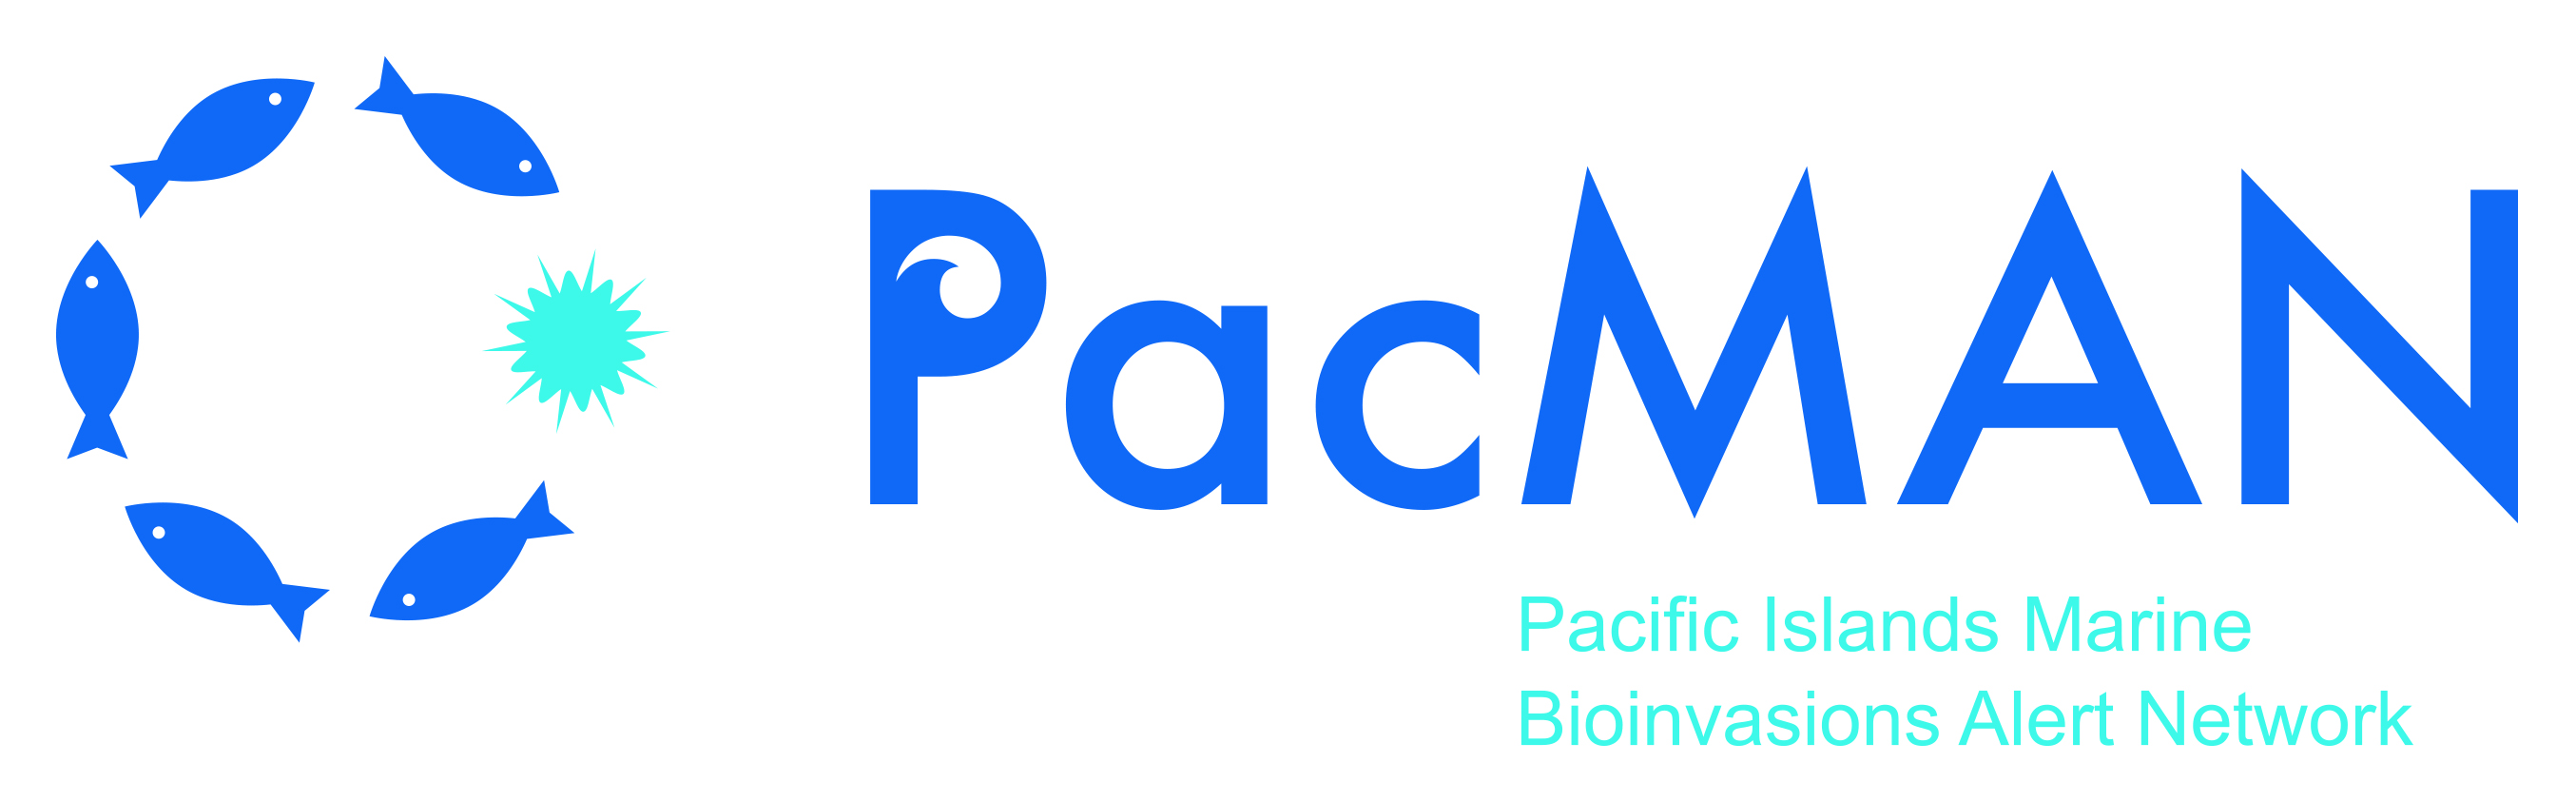 PacMAN
Pacific Islands Marine
Bioinvasions Alert Network